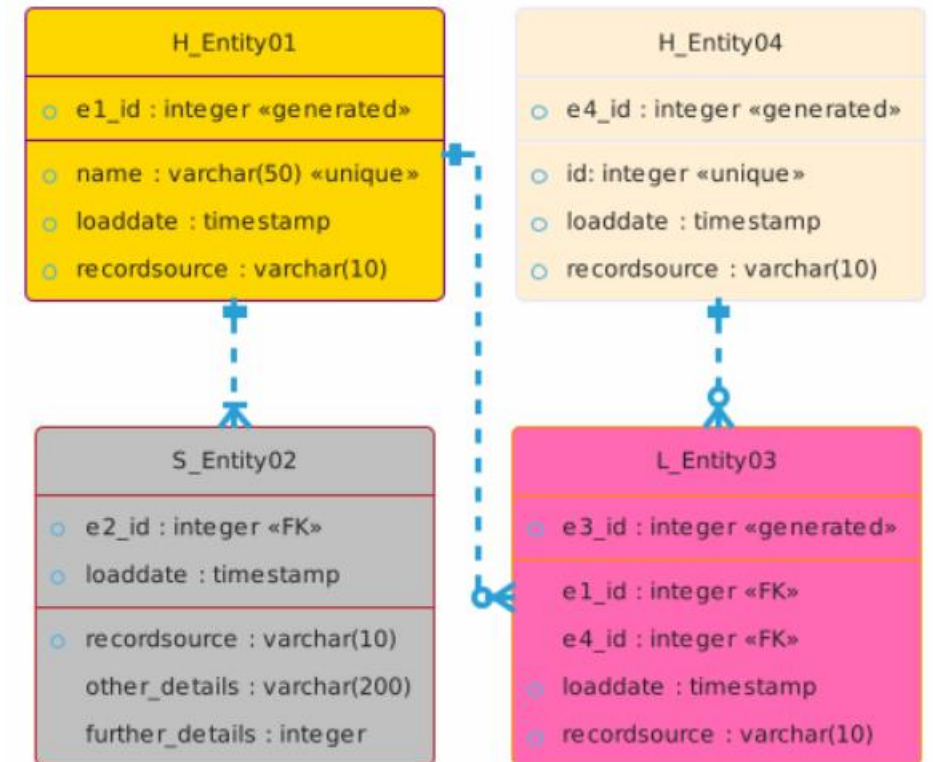 H_Entity01
e1_id : integer «generated»
name : varchar(50) «unique»
loaddate : timestamp
recordsource : varchar(10)
H_Entity04
e4_id : integer «generated»
id: integer «unique»
loaddate : timestamp
recordsource : varchar(10)
S_Entity02
e2_id : integer «FK»
loaddate : timestamp
recordsource : varchar(10)
other_details : varchar(200)
further_details : integer
L_Entity03
e3_id : integer «generated»
e1_id : integer «FK»
e4_id : integer «FK»
loaddate : timestamp
recordsource : varchar(10)